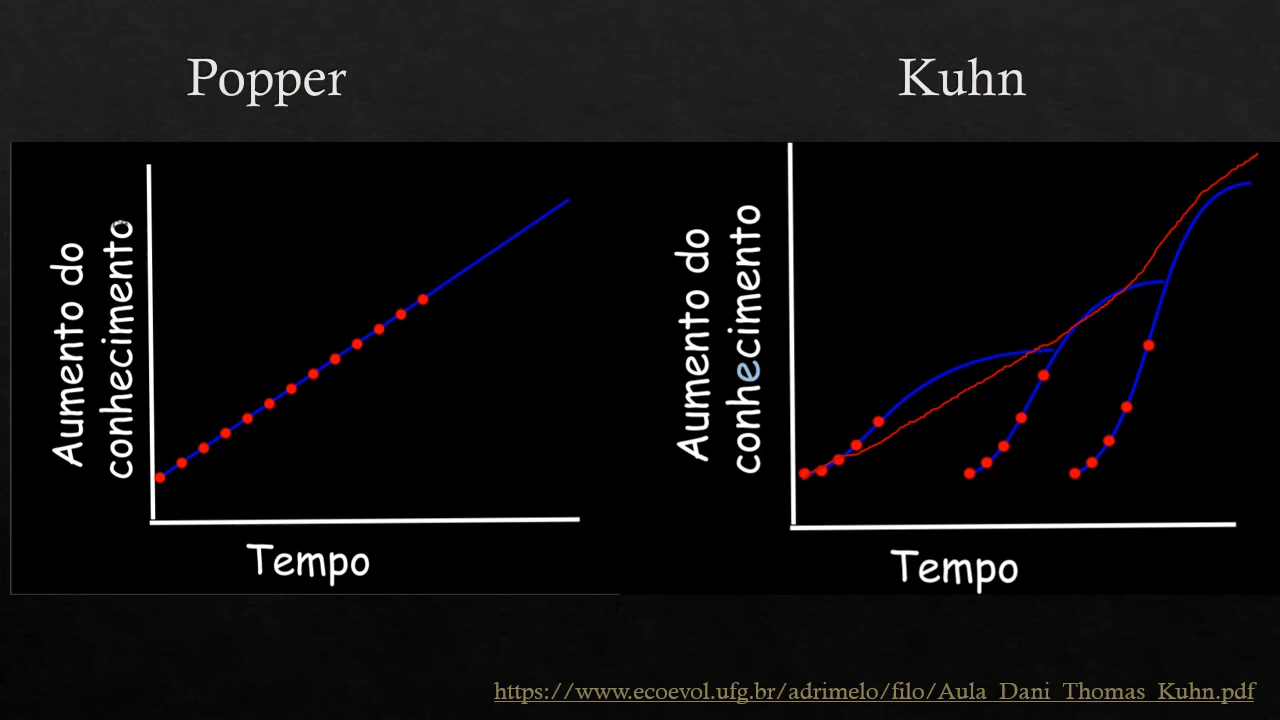 Popper
Kuhn
Aumento do
conhecimento
Tempo
Aumento do
conhecimento
Tempo
https://www.ecoevol.ufg.br/adrimelo/filo/Aula_Dani_Thomas_Kuhn.pdf